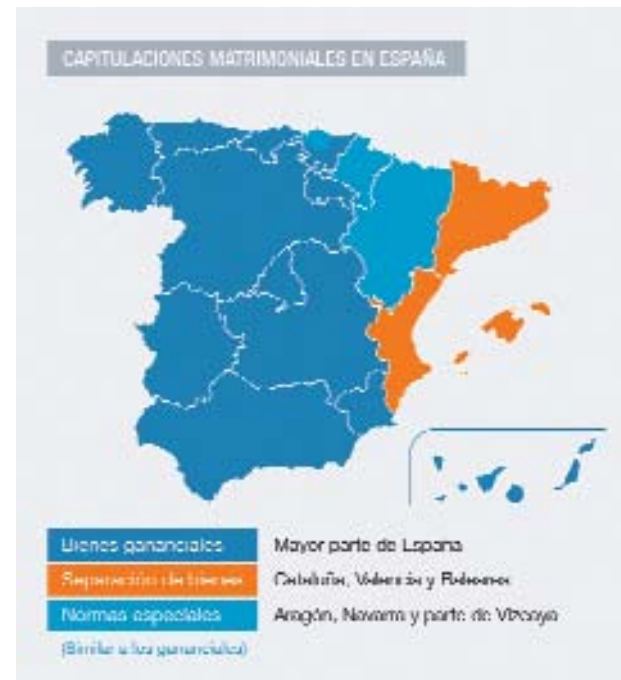 CAPITULACIONES MATRIMONIALES EN ESPAÑA
Bienes gananciales Mayor parte de España
Separación de bienes Cataluña, Valencia y Baleares
Normas especiales Aragón, Navarra y parte de Vizcaya
(Similar a los gananciales)